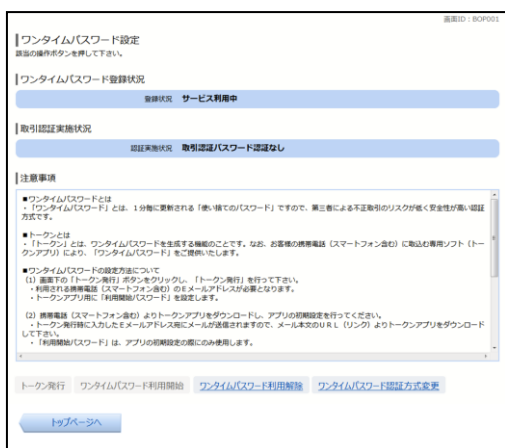 画面ID：BOP001
ワンタイムパスワード設定
該当の操作ボタンを押して下さい。
ワンタイムパスワード登録状況
登録状況 サービス利用中
取引認証実施状況
認証実施状況 取引認証パスワード認証なし
注意事項
■ワンタイムパスワードとは
・「ワンタイムパスワード」とは、１分毎に更新される「使い捨てのパスワード」ですので、第三者による不正取引のリスクが低く安全性が高い認証
方式です。
■トークンとは
・「トークン」とは、ワンタイムパスワードを生成する機能のことです。なお、お客様の携帯電話（スマートフォン含む）に取込む専用ソフト（トー
クンアプリ）により、「ワンタイムパスワード」をご提供いたします。
■ワンタイムパスワードの設定方法について
(1) 画面下の「トークン発行」ボタンをクリックし、「トークン発行」を行って下さい。
・利用される携帯電話（スマートフォン含む）のＥメールアドレスが必要となります。
・トークンアプリ用に「利用開始パスワード」を設定します。
(2) 携帯電話（スマートフォン含む）よりトークンアプリをダウンロードし、アプリの初期設定を行ってください。
・トークン発行時に入力したＥメールアドレス宛にメールが送信されますので、メール本文のＵＲＬ（リンク）よりトークンアプリをダウンロード
して下さい。
・「利用開始パスワード」は、アプリの初期設定の際にのみ使用します。
トークン発行 ワンタイムパスワード利用開始 ワンタイムパスワード利用解除 ワンタイムパスワード認証方式変更
トップページへ